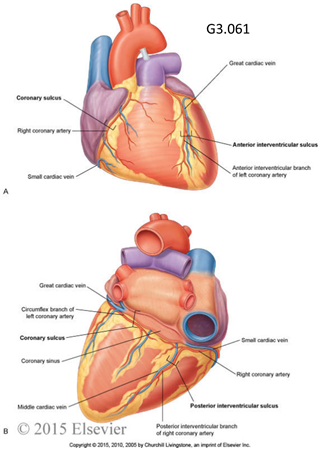 G3.061
Great cardiac vein
Coronary sulcus
Right coronary artery
Anterior interventricular sulcus
Anterior interventricular branch
of left coronary artery
Small cardiac vein
A
Great cardiac vein
Circumflex branch of
left coronary artery
Coronary sulcus
Small cardiac vein
Coronary sinus
Right coronary artery
Middle cardiac vein
Posterior interventricular sulcus
Posterior interventricular branch
of right coronary artery
B
© 2015 Elsevier
Copyright © 2015, 2010, 2005 by Churchill Livingstone, an imprint of Elsevier Inc.